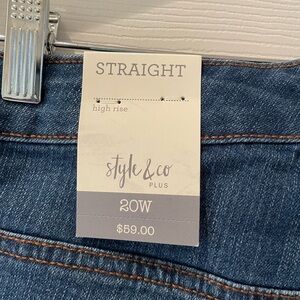 STRAIGHT
high rise
style & co
PLUS
20W
$59.00